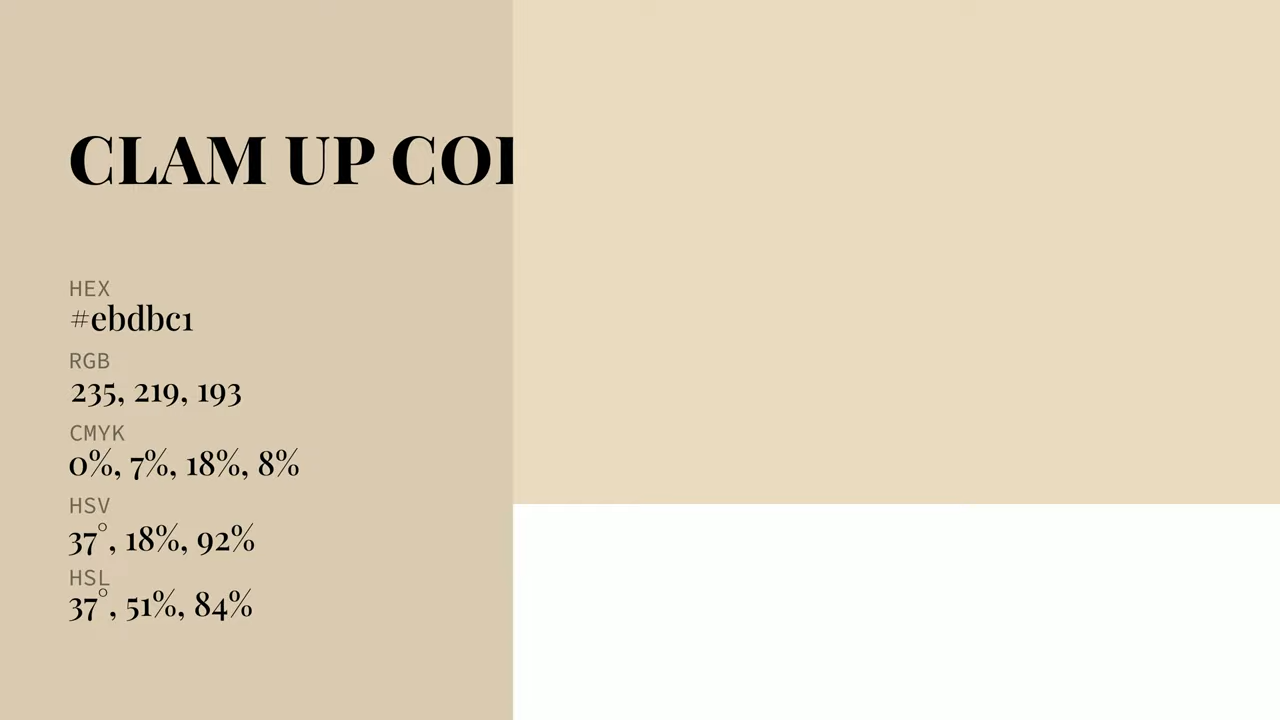 CLAM UP CO
HEX
#ebdbc1
RGB
235, 219, 193
CMYK
0%, 7%, 18%, 8%
HSV
37°, 18%, 92%
HSL
37°, 51%, 84%